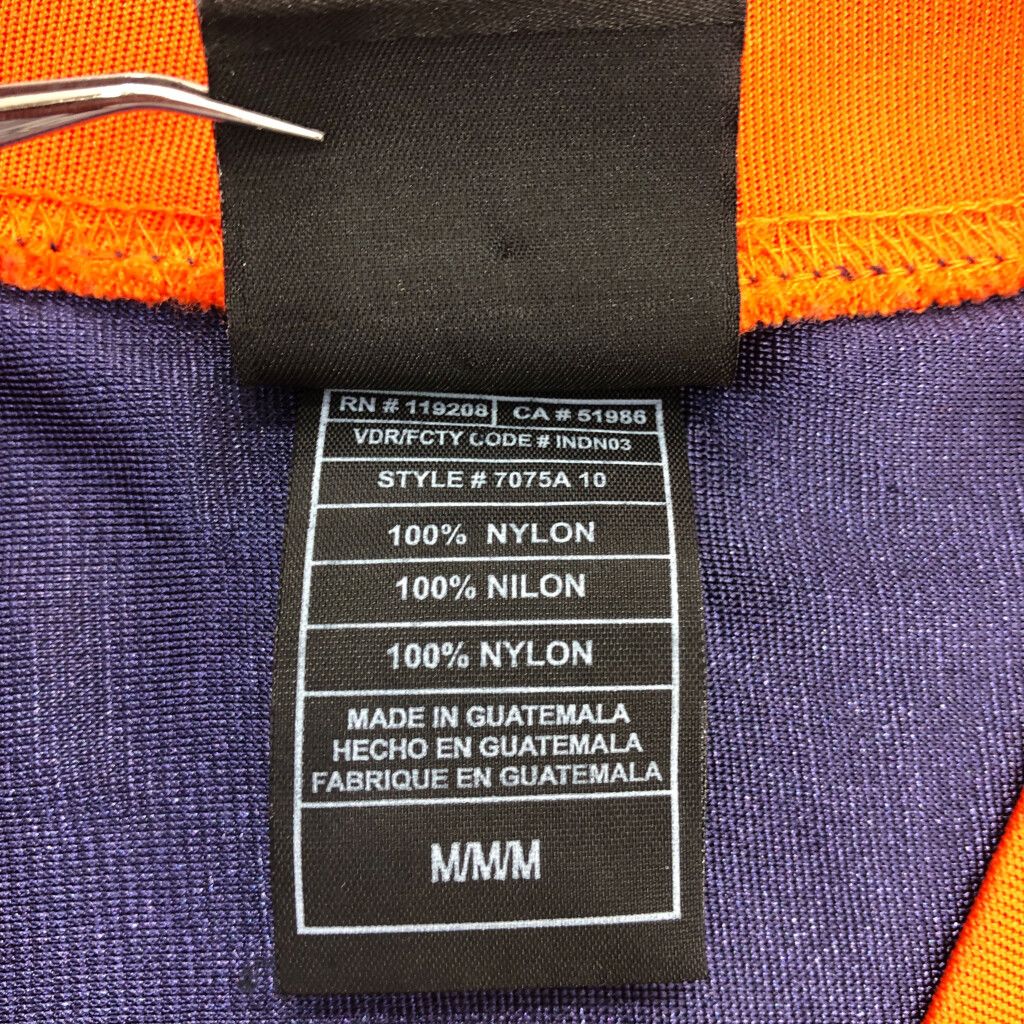 RN # 119208 CA # 51986
VDR/FCTY CODE # INDN03
STYLE # 7075A 10
100% NYLON
100% NILON
100% NYLON
MADE IN GUATEMALA
HECHO EN GUATEMALA
FABRIQUE EN GUATEMALA
M/M/M